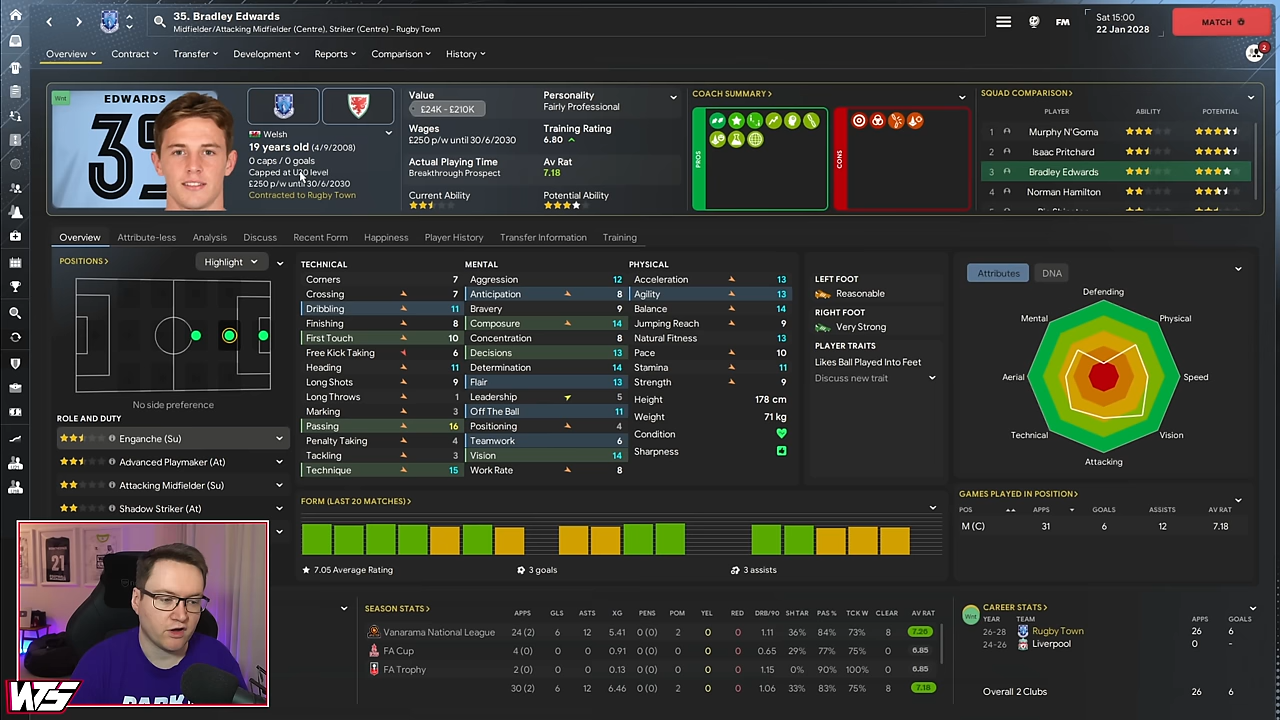 35. Bradley Edwards
Midfielder/Attacking Midfielder (Centre), Striker (Centre) - Rugby Town
FM
Sat 15:00
22 Jan 2028
MATCH
2
Overview
Contract
Transfer
Development
Reports
Comparison
History
Wnt
EDWARDS
35
Welsh
19 years old (4/9/2008)
0 caps / 0 goals
Capped at U20 level
£250 p/w until 30/6/2030
Contracted to Rugby Town
Value
£24K - £210K
Wages
£250 p/w until 30/6/2030
Actual Playing Time
Breakthrough Prospect
Current Ability
Personality
Fairly Professional
Training Rating
6.80
Av Rat
7.18
Potential Ability
COACH SUMMARY >
PROS
CONS
SQUAD COMPARISON >
PLAYER ABILITY POTENTIAL
1 Murphy N'Goma
2 Isaac Pritchard
3 Bradley Edwards
4 Norman Hamilton
Overview
Attribute-less
Analysis
Discuss
Recent Form
Happiness
Player History
Transfer Information
Training
POSITIONS >
Highlight
No side preference
ROLE AND DUTY
Enganche (Su)
Advanced Playmaker (At)
Attacking Midfielder (Su)
Shadow Striker (At)
TECHNICAL
Corners 7
Crossing 7
Dribbling 11
Finishing 8
First Touch 10
Free Kick Taking 6
Heading 11
Long Shots 9
Long Throws 1
Marking 3
Passing 16
Penalty Taking 4
Tackling 3
Technique 15
MENTAL
Aggression 12
Anticipation 8
Bravery 9
Composure 14
Concentration 8
Decisions 13
Determination 14
Flair 13
Leadership 5
Off The Ball 11
Positioning 4
Teamwork 6
Vision 14
Work Rate 8
PHYSICAL
Acceleration 13
Agility 13
Balance 14
Jumping Reach 9
Natural Fitness 13
Pace 10
Stamina 11
Strength 9
Height 178 cm
Weight 71 kg
Condition
Sharpness
LEFT FOOT
Reasonable
RIGHT FOOT
Very Strong
PLAYER TRAITS
Likes Ball Played Into Feet
Discuss new trait
Attributes
DNA
Defending
Physical
Speed
Vision
Attacking
Technical
Aerial
Mental
FORM (LAST 20 MATCHES) >
7.05 Average Rating
3 goals
3 assists
GAMES PLAYED IN POSITION >
POS APPS GOALS ASSISTS AV RAT
M (C) 31 6 12 7.18
SEASON STATS > APPS GLS ASTS XG PENS POM YEL RED DRB/90 SH TAR PAS % TCK W CLEAR AV RAT
Vanarama National League 24 (2) 6 12 5.41 0 (0) 2 0 0 1.11 36% 84% 73% 8 7.26
FA Cup 4 (0) 0 0 0.91 0 (0) 0 0 0 0.65 29% 77% 75% 0 6.85
FA Trophy 2 (0) 0 0 0.13 0 (0) 0 0 0 1.15 0% 90% 100% 0 6.85
30 (2) 6 12 6.46 0 (0) 2 0 0 1.06 33% 83% 75% 8 7.18
Wnt
CAREER STATS >
YEAR TEAM APPS GOALS
26-28 Rugby Town 26 6
24-26 Liverpool 0 -
Overall 2 Clubs 26 6
21
WTS